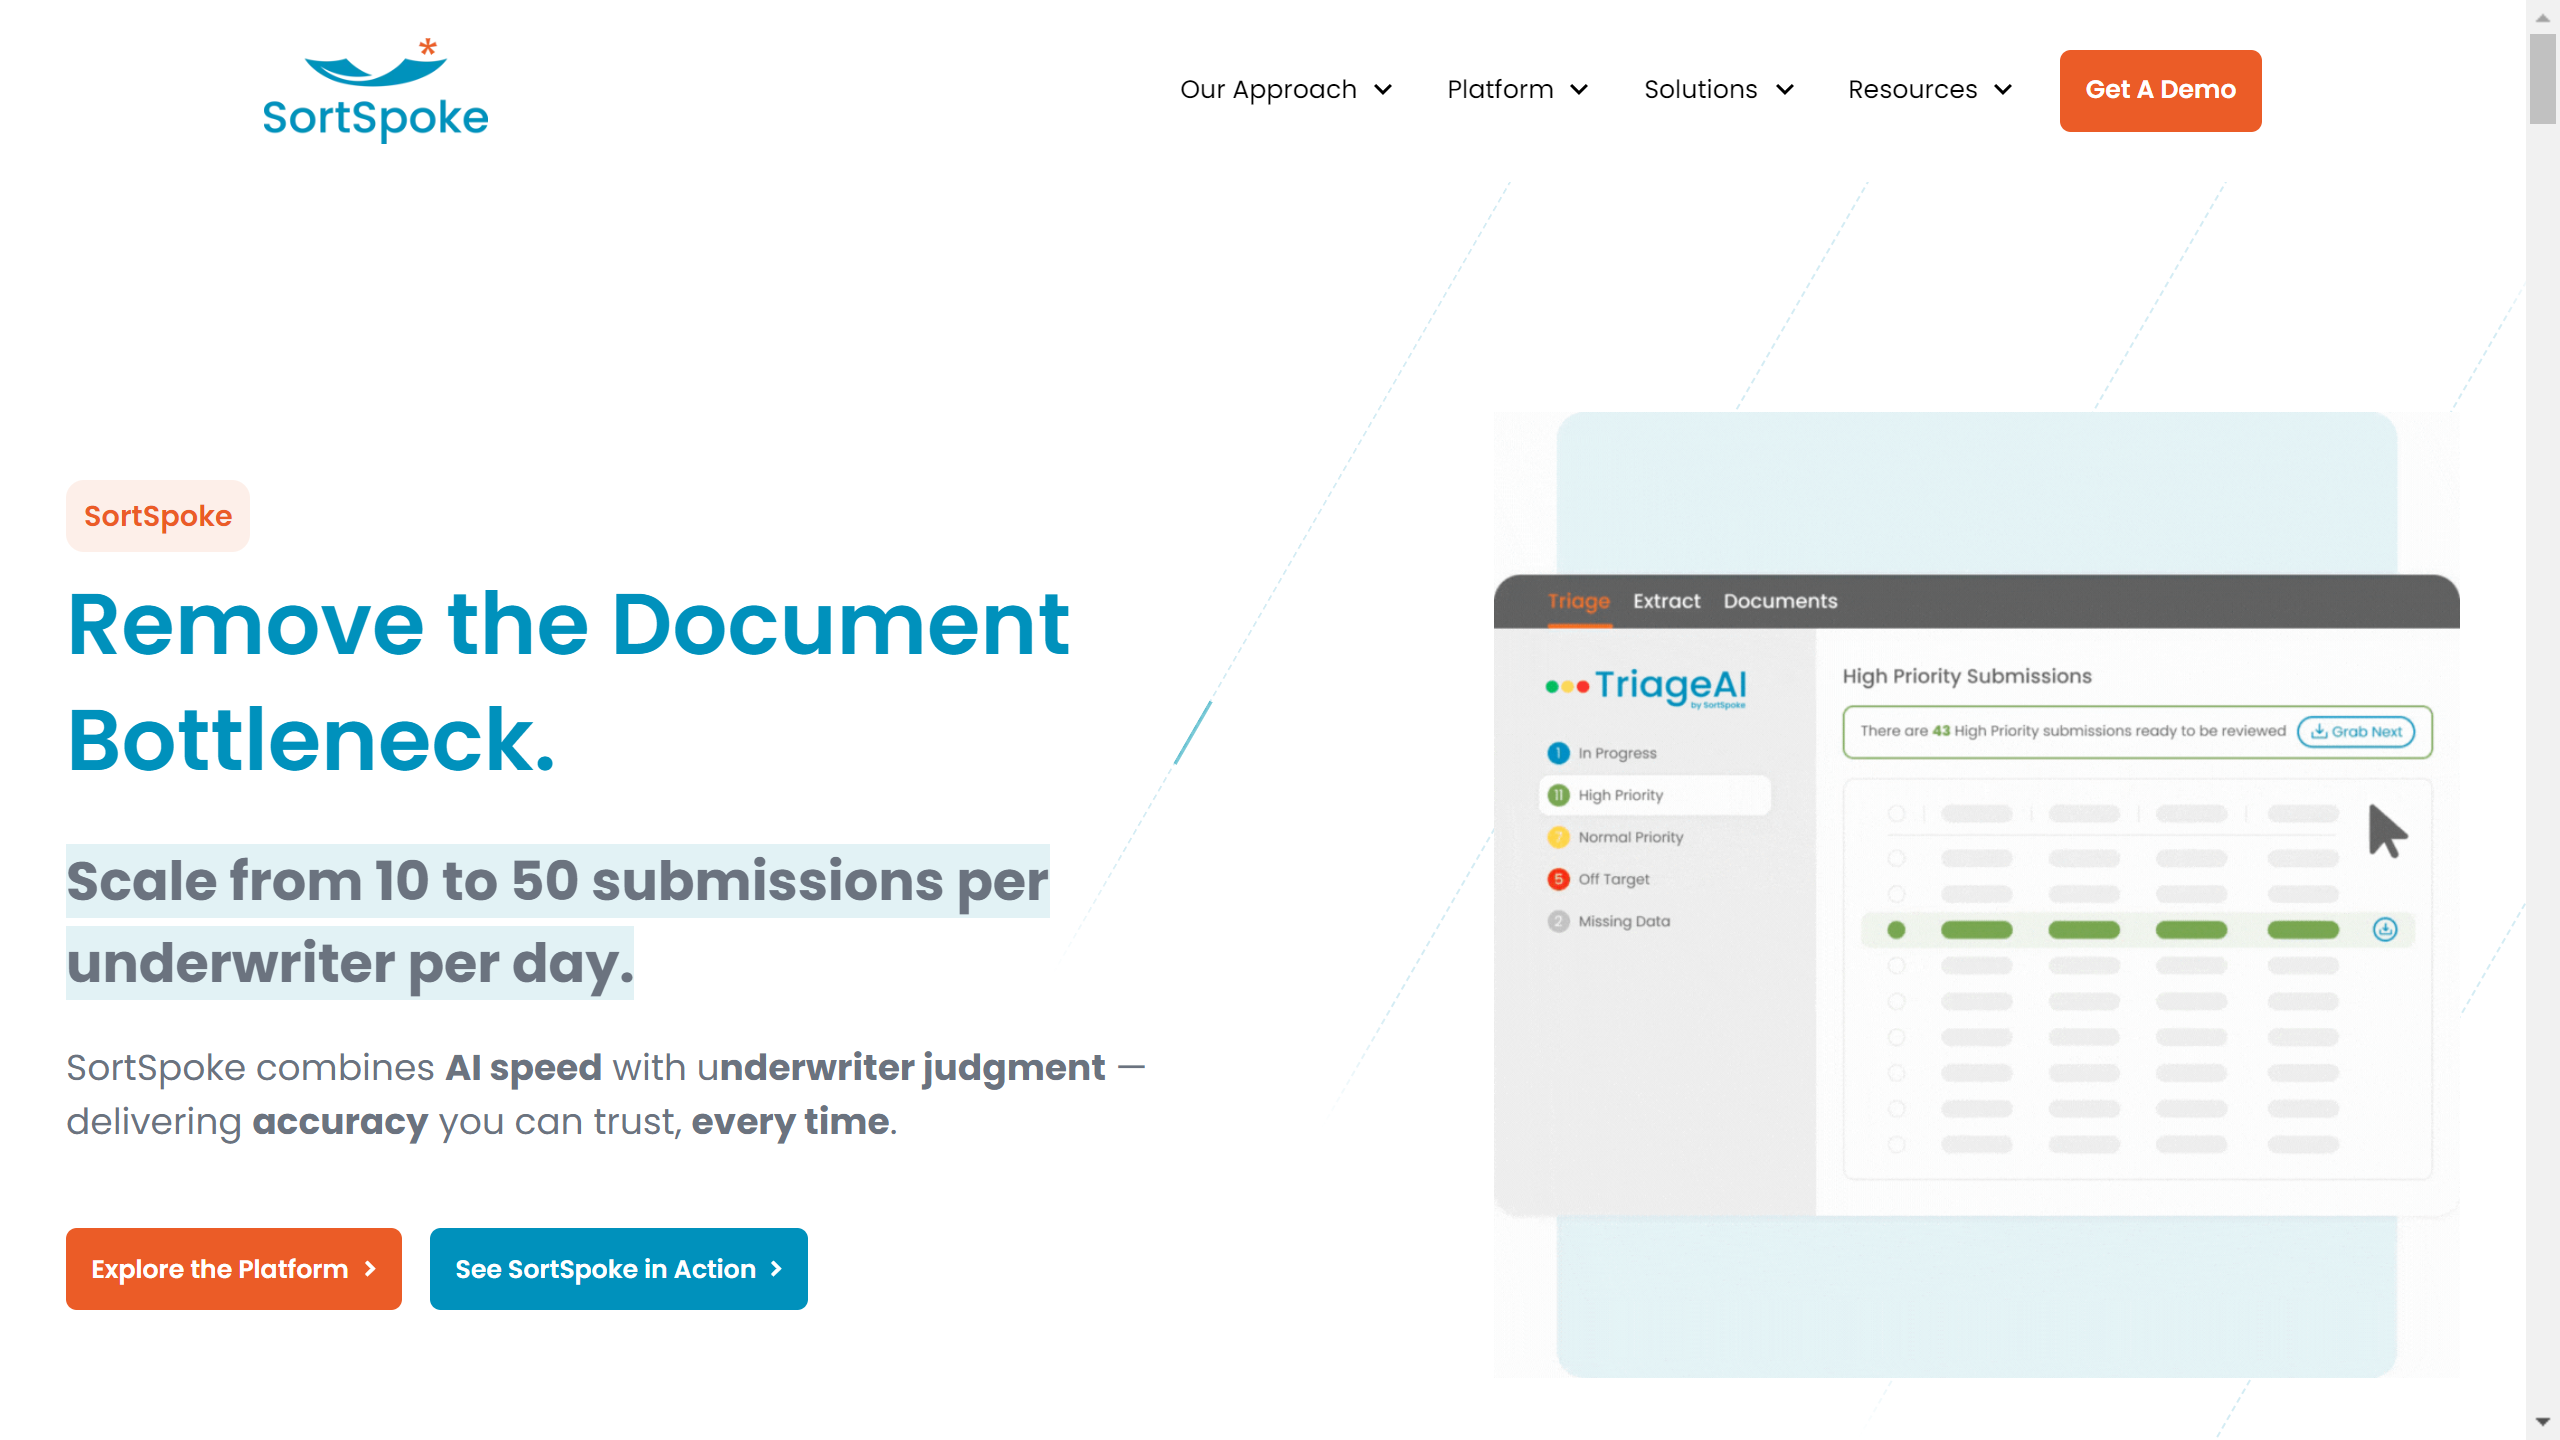 SortSpoke
Our Approach
Platform
Solutions
Resources
Get A Demo
SortSpoke
Remove the Document
Bottleneck.
Scale from 10 to 50 submissions per
underwriter per day.
SortSpoke combines AI speed with underwriter judgment —
delivering accuracy you can trust, every time.
Explore the Platform
See SortSpoke in Action
Triage Extract Documents
TriageAI
by SortSpoke
1 In Progress
11 High Priority
7 Normal Priority
5 Off Target
2 Missing Data
High Priority Submissions
There are 43 High Priority submissions ready to be reviewed
Grab Next